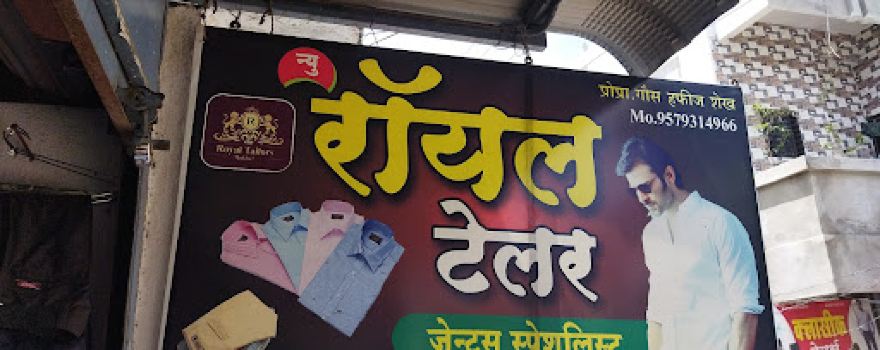 न्यु
रॉयल
टेलर
प्रोप्रा.गौस हफीज शेख
Mo.9579314966
Royal Tailors
जेन्टस स्पेशलिस्ट
क्लासीक